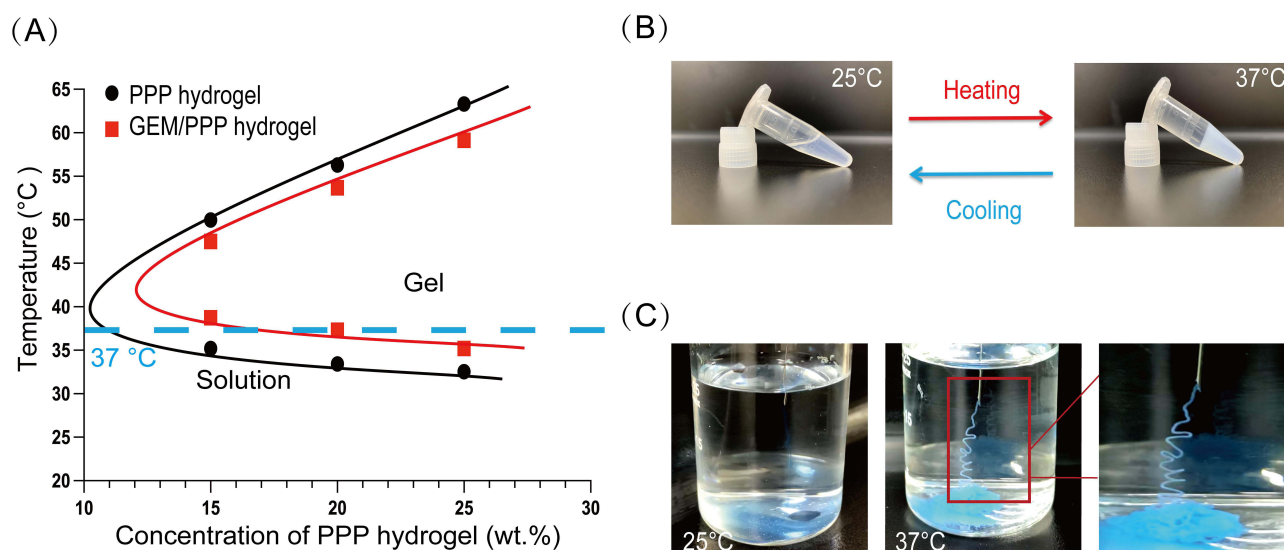 (A)
65
60
55
50
45
40
35
30
25
20
Temperature (°C)
PPP hydrogel
GEM/PPP hydrogel
Gel
37 °C
Solution
10
15
20
25
30
Concentration of PPP hydrogel (wt.%)
(B)
25°C
Heating
Cooling
37°C
(C)
25°C
37°C